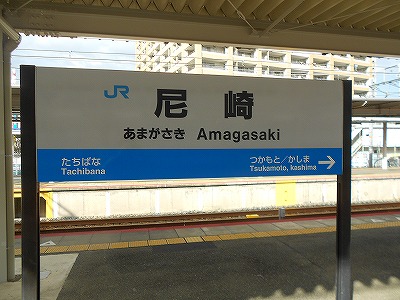 JR 尼崎
あまがさき Amagasaki
たちばな つかもと／かしま →
Tachibana Tsukamoto, kashima